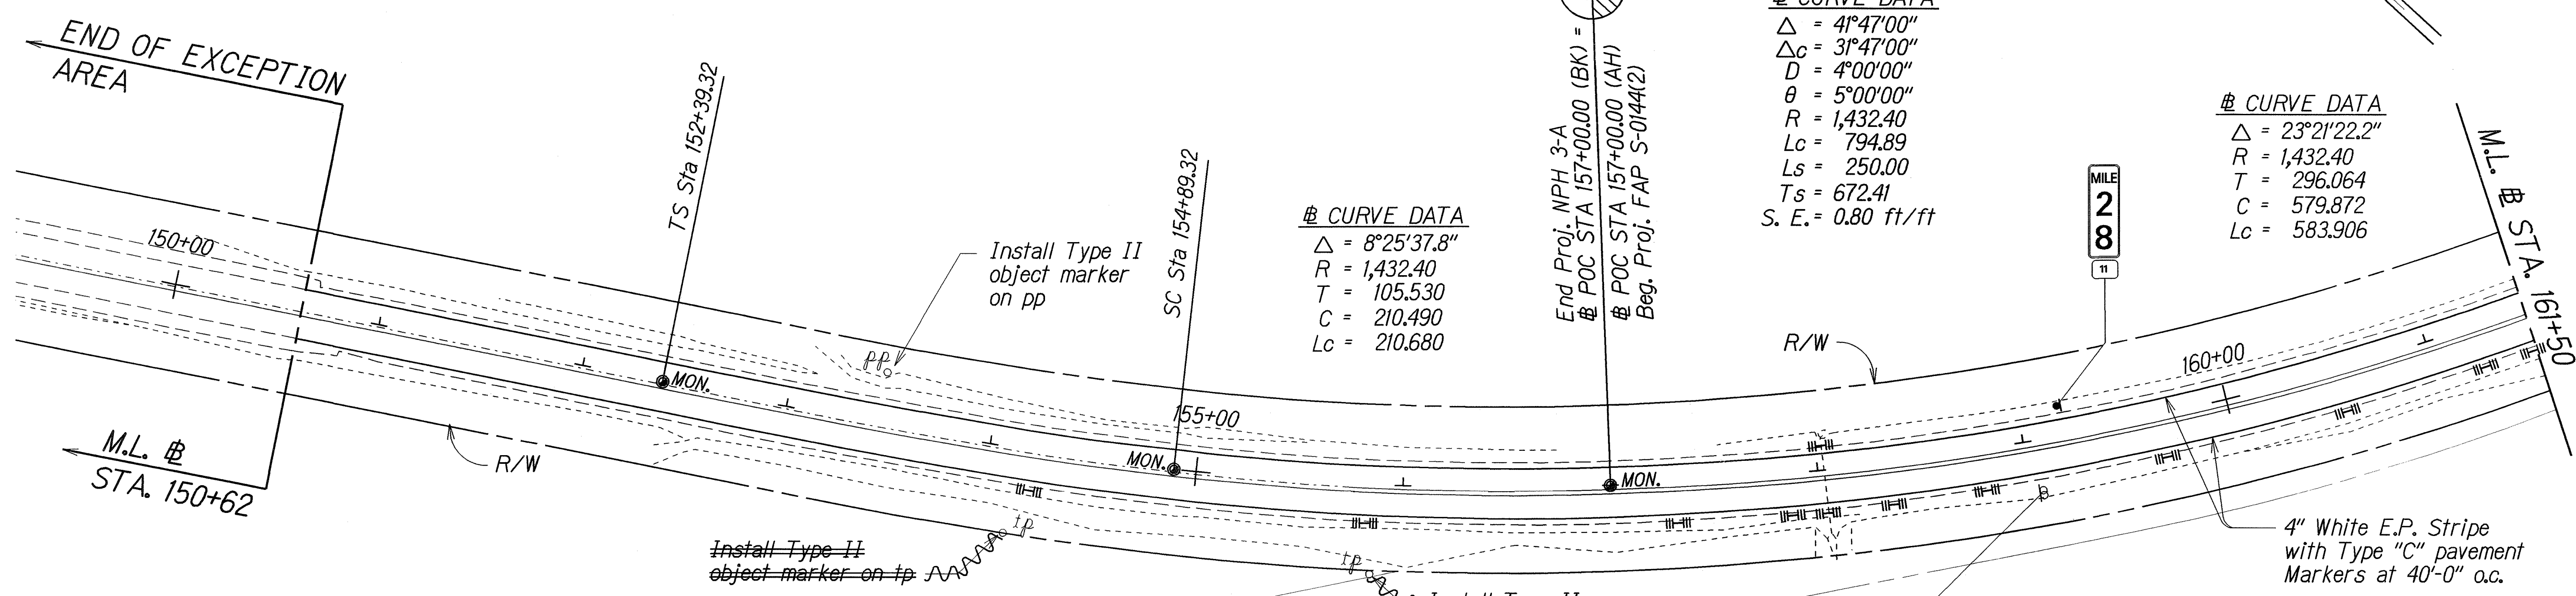 END OF EXCEPTION
AREA
150+00
M.L. ⅊
STA. 150+62
R/W
TS Sta 152+39.32
MON.
Install Type II
object marker
on pp
pp
SC Sta 154+89.32
155+00
MON.
Install Type II
object marker on tp
tp
tp
℄ CURVE DATA
△ = 8°25'37.8"
R = 1,432.40
T = 105.530
C = 210.490
Lc = 210.680
End Proj. NPH 3-A
POC STA 157+00.00 (BK) =
POC STA 157+00.00 (AH)
Beg. Proj. FAP S-0144(2)
MON.
CURVE DATA
△ = 41°47'00"
△c = 31°47'00"
D = 4°00'00"
θ = 5°00'00"
R = 1,432.40
Lc = 794.89
Ls = 250.00
Ts = 672.41
S. E. = 0.80 ft/ft
R/W
MILE
2
8
11
CURVE DATA
△ = 23°21'22.2"
R = 1,432.40
T = 296.064
C = 579.872
Lc = 583.906
160+00
M.L. STA. 161+50
4" White E.P. Stripe
with Type "C" pavement
Markers at 40'-0" o.c.